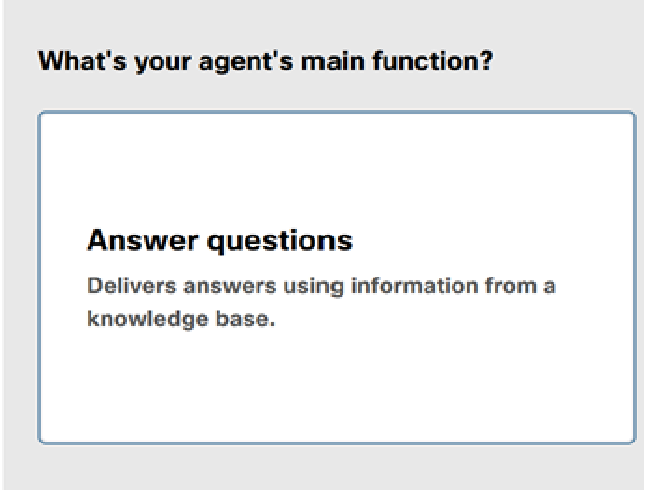 What's your agent's main function?
Answer questions
Delivers answers using information from a
knowledge base.